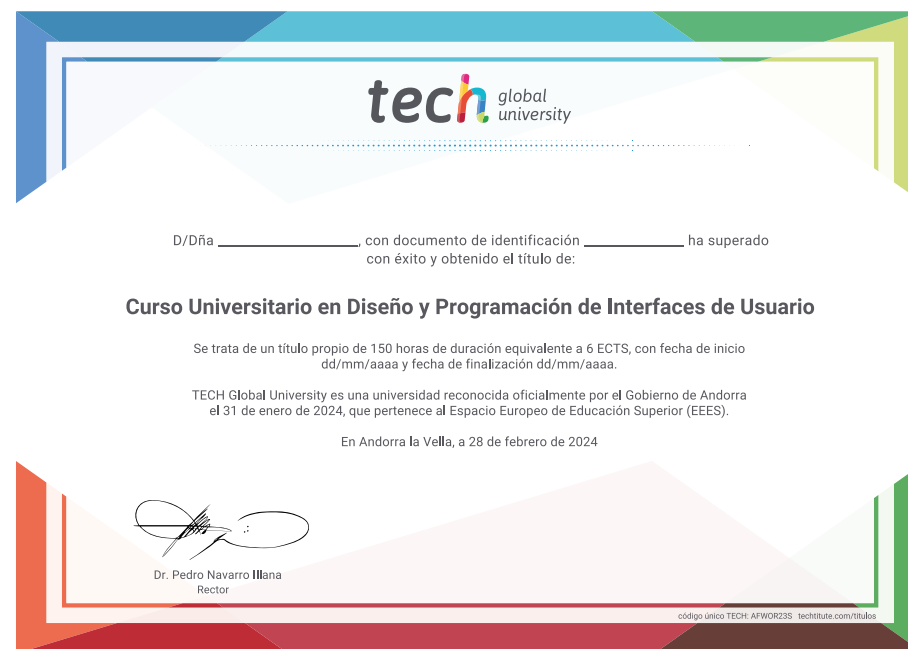 tech global university
D/Dña ___________________, con documento de identificación ______________ ha superado
con éxito y obtenido el título de:
Curso Universitario en Diseño y Programación de Interfaces de Usuario
Se trata de un título propio de 150 horas de duración equivalente a 6 ECTS, con fecha de inicio
dd/mm/aaaa y fecha de finalización dd/mm/aaaa.
TECH Global University es una universidad reconocida oficialmente por el Gobierno de Andorra
el 31 de enero de 2024, que pertenece al Espacio Europeo de Educación Superior (EEES).
En Andorra la Vella, a 28 de febrero de 2024
Dr. Pedro Navarro Illana
Rector
código único TECH: AFWOR23S techtitute.com/titulos